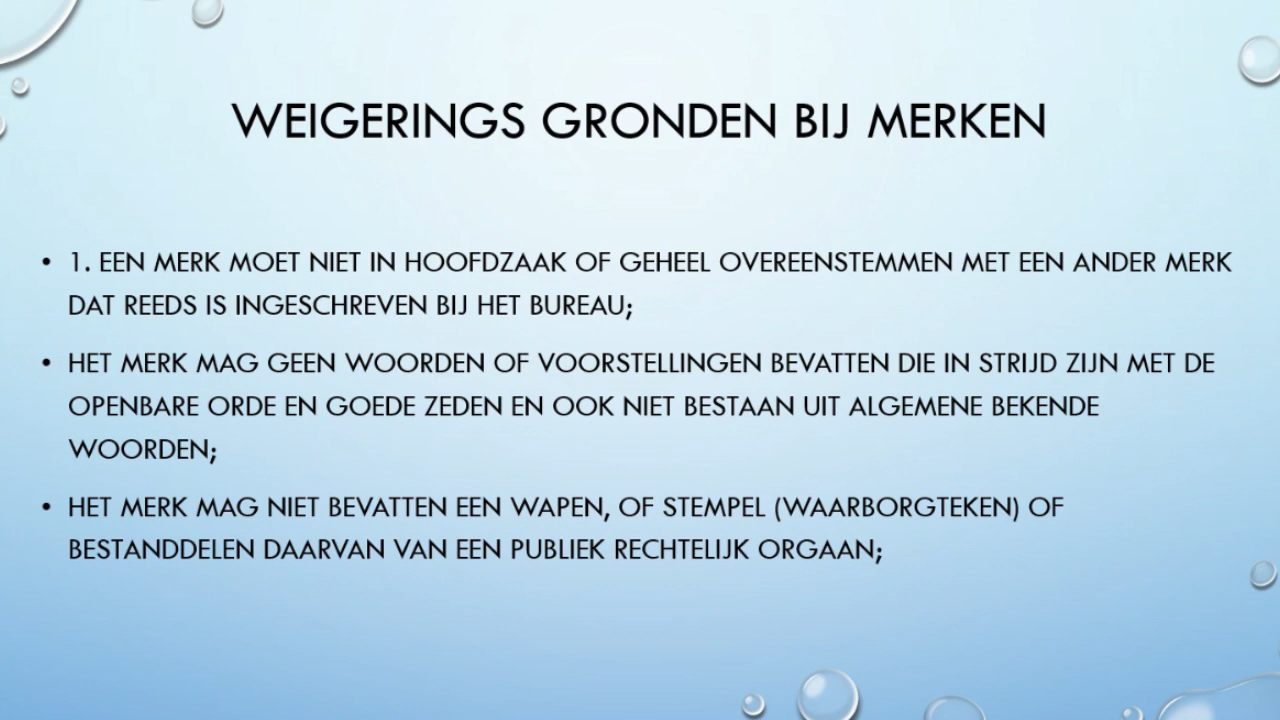 WEIGERINGS GRONDEN BIJ MERKEN
• 1. EEN MERK MOET NIET IN HOOFDZAAK OF GEHEEL OVEREENSTEMMEN MET EEN ANDER MERK
DAT REEDS IS INGESCHREVEN BIJ HET BUREAU;
• HET MERK MAG GEEN WOORDEN OF VOORSTELLINGEN BEVATTEN DIE IN STRIJD ZIJN MET DE
OPENBARE ORDE EN GOEDE ZEDEN EN OOK NIET BESTAAN UIT ALGEMENE BEKENDE
WOORDEN;
• HET MERK MAG NIET BEVATTEN EEN WAPEN, OF STEMPEL (WAARBORGTEKEN) OF
BESTANDDELEN DAARVAN VAN EEN PUBLIEK RECHTELIJK ORGAAN;